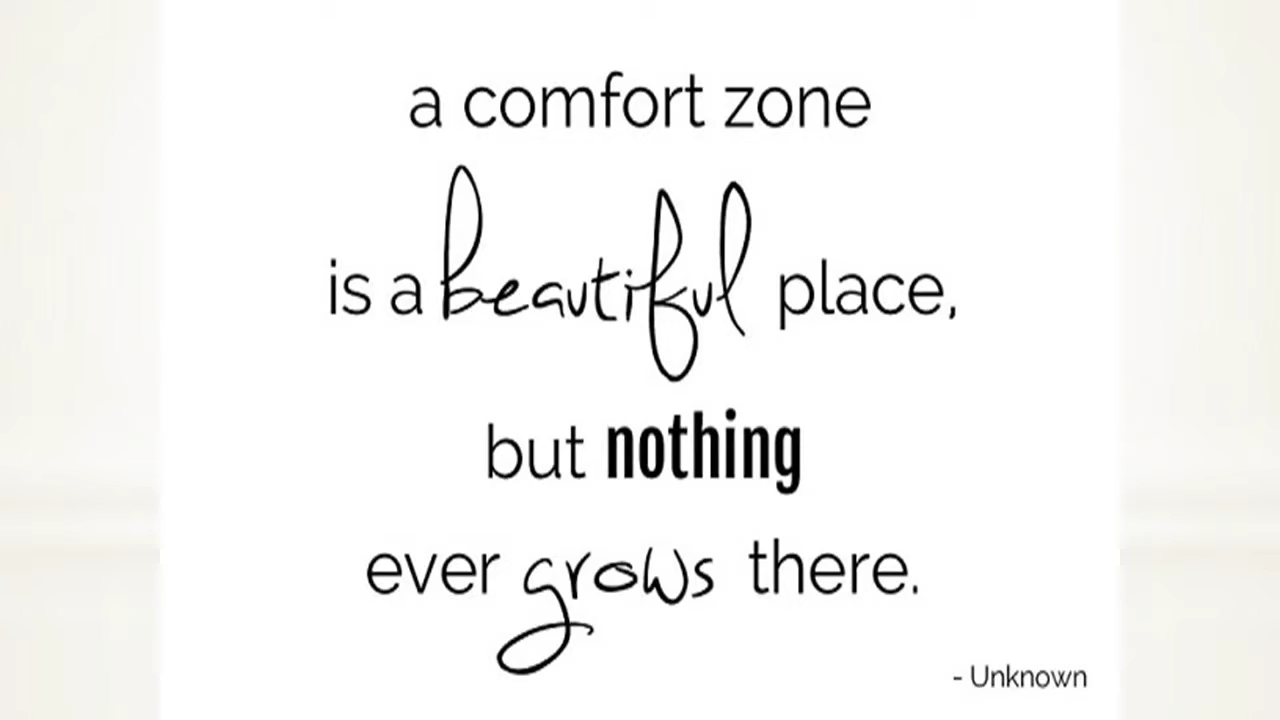 a comfort zone
is a beautiful place,
but nothing
ever grows there.
- Unknown